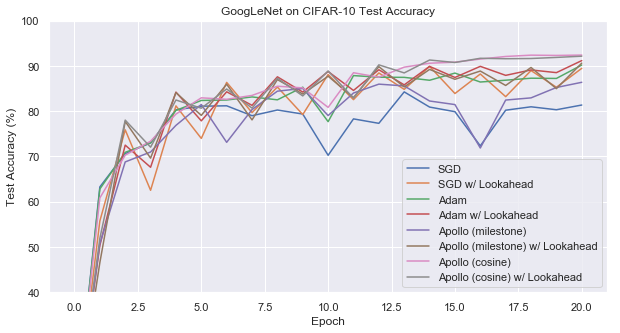 GoogLeNet on CIFAR-10 Test Accuracy
Test Accuracy (%)
100
90
80
70
60
50
40
0.0 2.5 5.0 7.5 10.0 12.5 15.0 17.5 20.0
Epoch
SGD
SGD w/ Lookahead
Adam
Adam w/ Lookahead
Apollo (milestone)
Apollo (milestone) w/ Lookahead
Apollo (cosine)
Apollo (cosine) w/ Lookahead